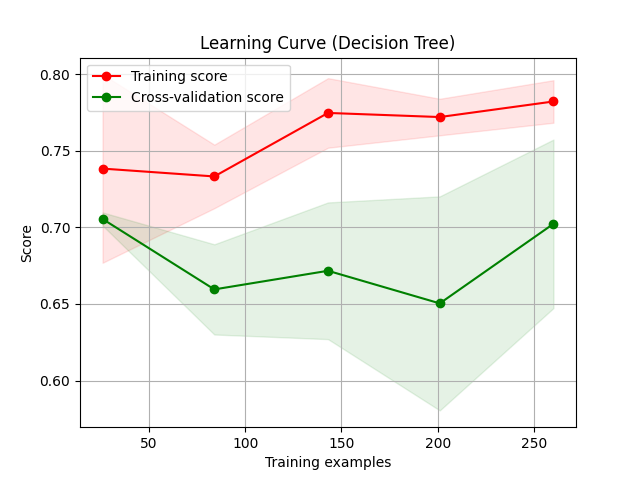 Learning Curve (Decision Tree)
Training score
Cross-validation score
0.80
0.75
0.70
0.65
0.60
Score
50
100
150
200
250
Training examples